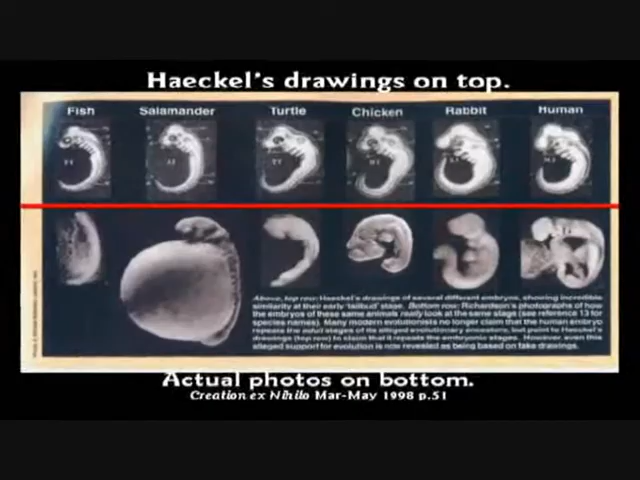 Haeckel's drawings on top.
Fish Salamander Turtle Chicken Rabbit Human
Above, top row: Haeckel's drawings of several different embryos, showing incredible
similarity at their early 'tailbud' stage. Bottom row: Richardson's photographs of how
the embryos of these same animals really look at the same stage (see reference 13 for
species names). Many modern evolutionists no longer claim that the human embryo
repeats the adult stages of its alleged evolutionary ancestors, but point to Haeckel's
drawings (top row) to claim that it repeats the embryonic stages. However even this
alleged support for evolution is now revealed as being based on fake drawings.
Actual photos on bottom.
Creation ex Nihilo Mar-May 1998 p.51